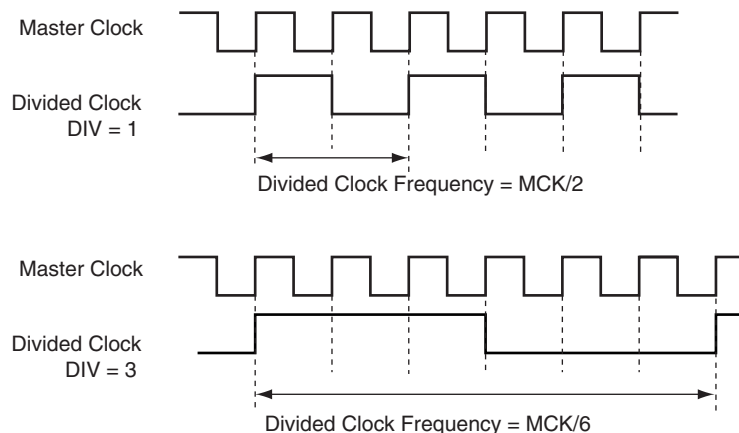 Master Clock
Divided Clock
DIV = 1
Divided Clock Frequency = MCK/2
Master Clock
Divided Clock
DIV = 3
Divided Clock Frequency = MCK/6